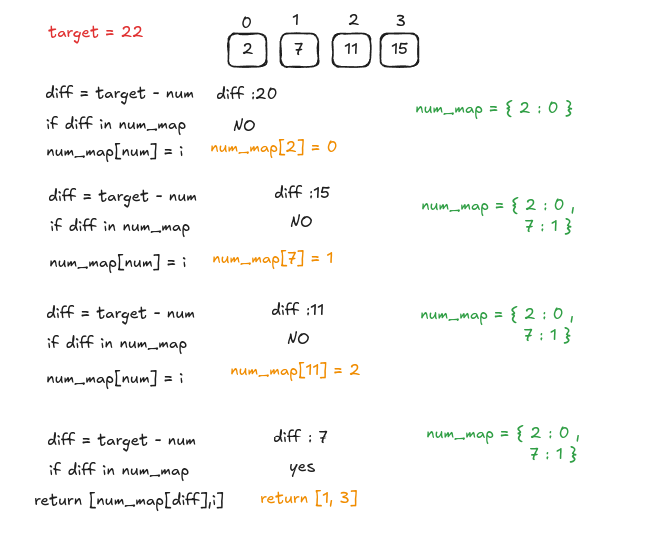 target = 22
0 1 2 3
2 7 11 15
diff = target - num diff :20
num_map = { 2 : 0 }
if diff in num_map NO
num_map[num] = i num_map[2] = 0
diff = target - num diff :15
num_map = { 2 : 0 ,
7 : 1 }
if diff in num_map NO
num_map[num] = i num_map[7] = 1
diff = target - num diff :11
num_map = { 2 : 0 ,
7 : 1 }
if diff in num_map NO
num_map[num] = i num_map[11] = 2
diff = target - num diff : 7
num_map = { 2 : 0 ,
7 : 1 }
if diff in num_map yes
return [num_map[diff],i] return [1, 3]